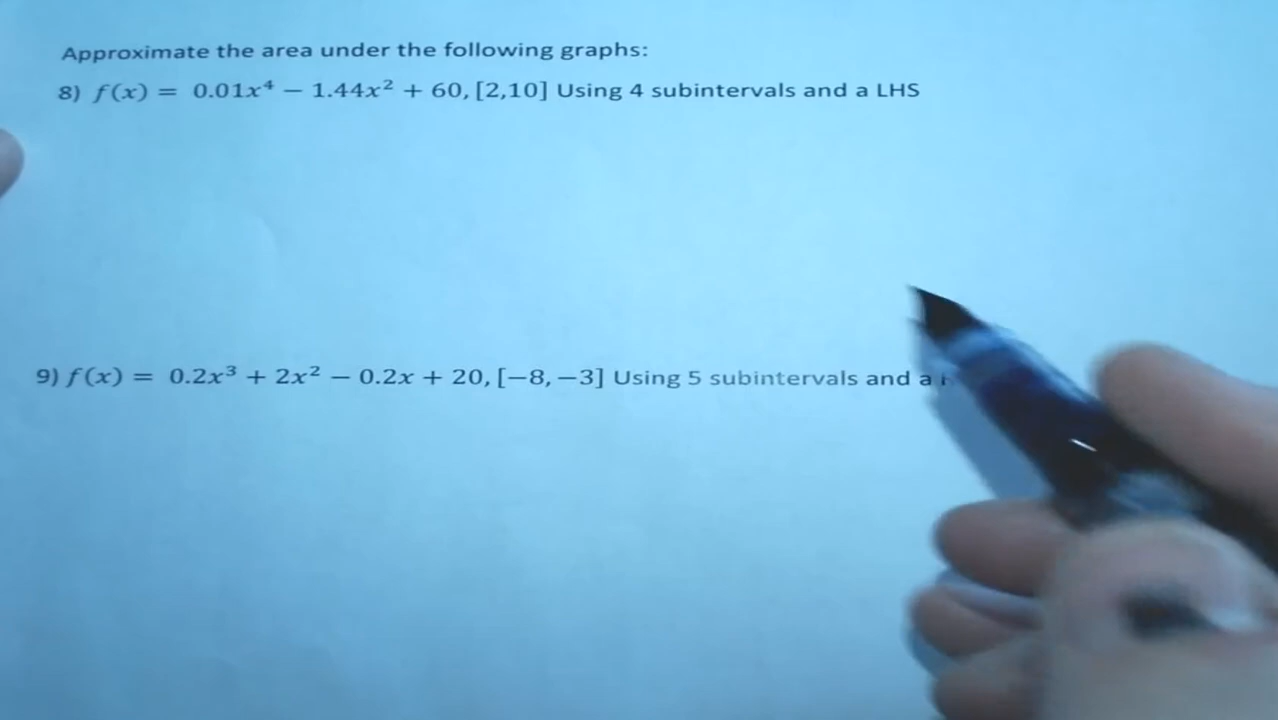 Approximate the area under the following graphs:
8) f(x) = 0.01x⁴ − 1.44x² + 60, [2,10] Using 4 subintervals and a LHS
9) f(x) = 0.2x³ + 2x² − 0.2x + 20, [−8, −3] Using 5 subintervals and a